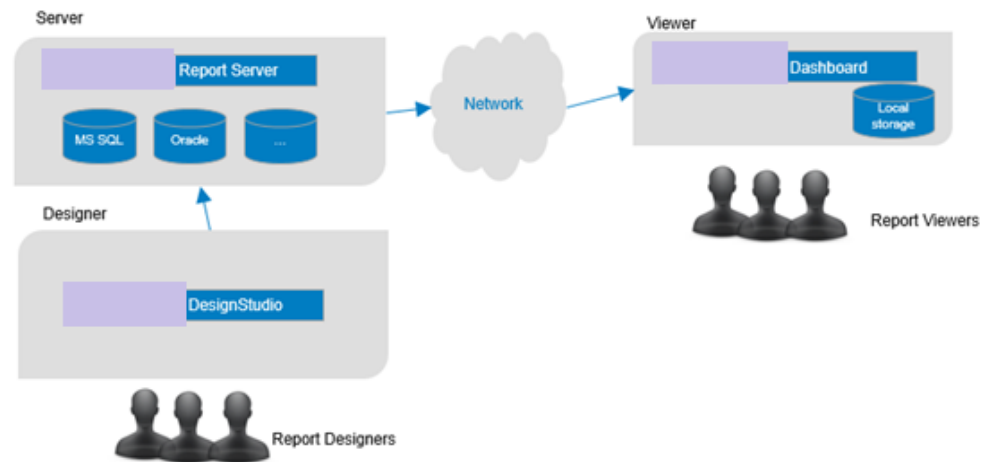 Server
Report Server
MS SQL
Oracle
...
Network
Viewer
Dashboard
Local
storage
Report Viewers
Designer
DesignStudio
Report Designers